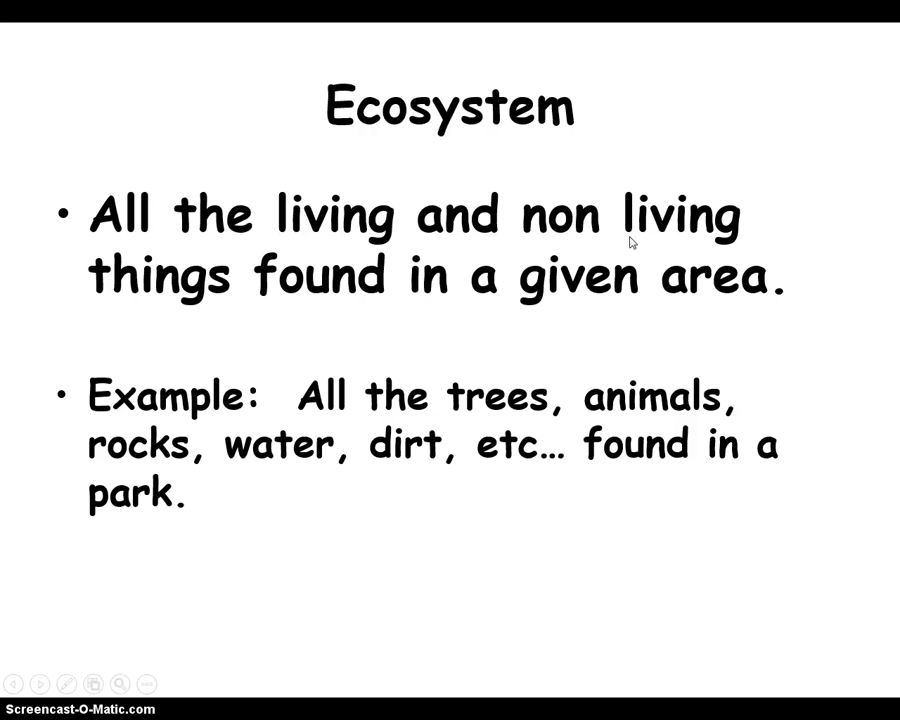 Ecosystem
• All the living and non living
things found in a given area.
• Example: All the trees, animals,
rocks, water, dirt, etc… found in a
park.
Screencast-O-Matic.com